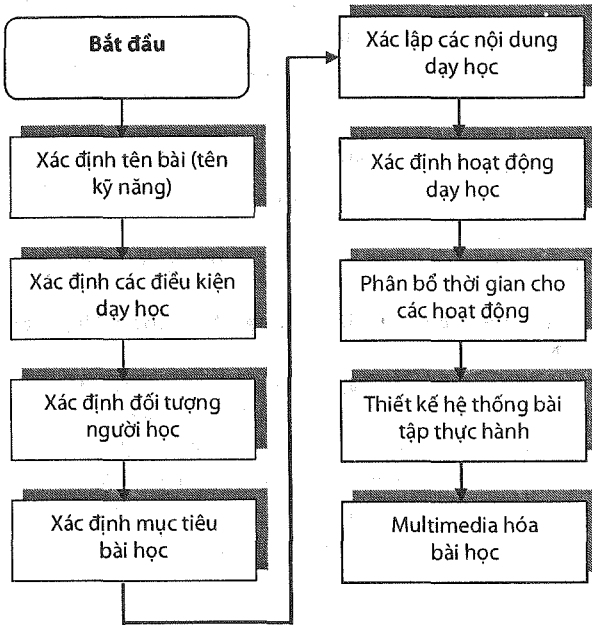 Bắt đầu
Xác định tên bài (tên
kỹ năng)
Xác định các điều kiện
dạy học
Xác định đối tượng
người học
Xác định mục tiêu
bài học
Xác lập các nội dung
dạy học
Xác định hoạt động
dạy học
Phân bổ thời gian cho
các hoạt động
Thiết kế hệ thống bài
tập thực hành
Multimedia hóa
bài học